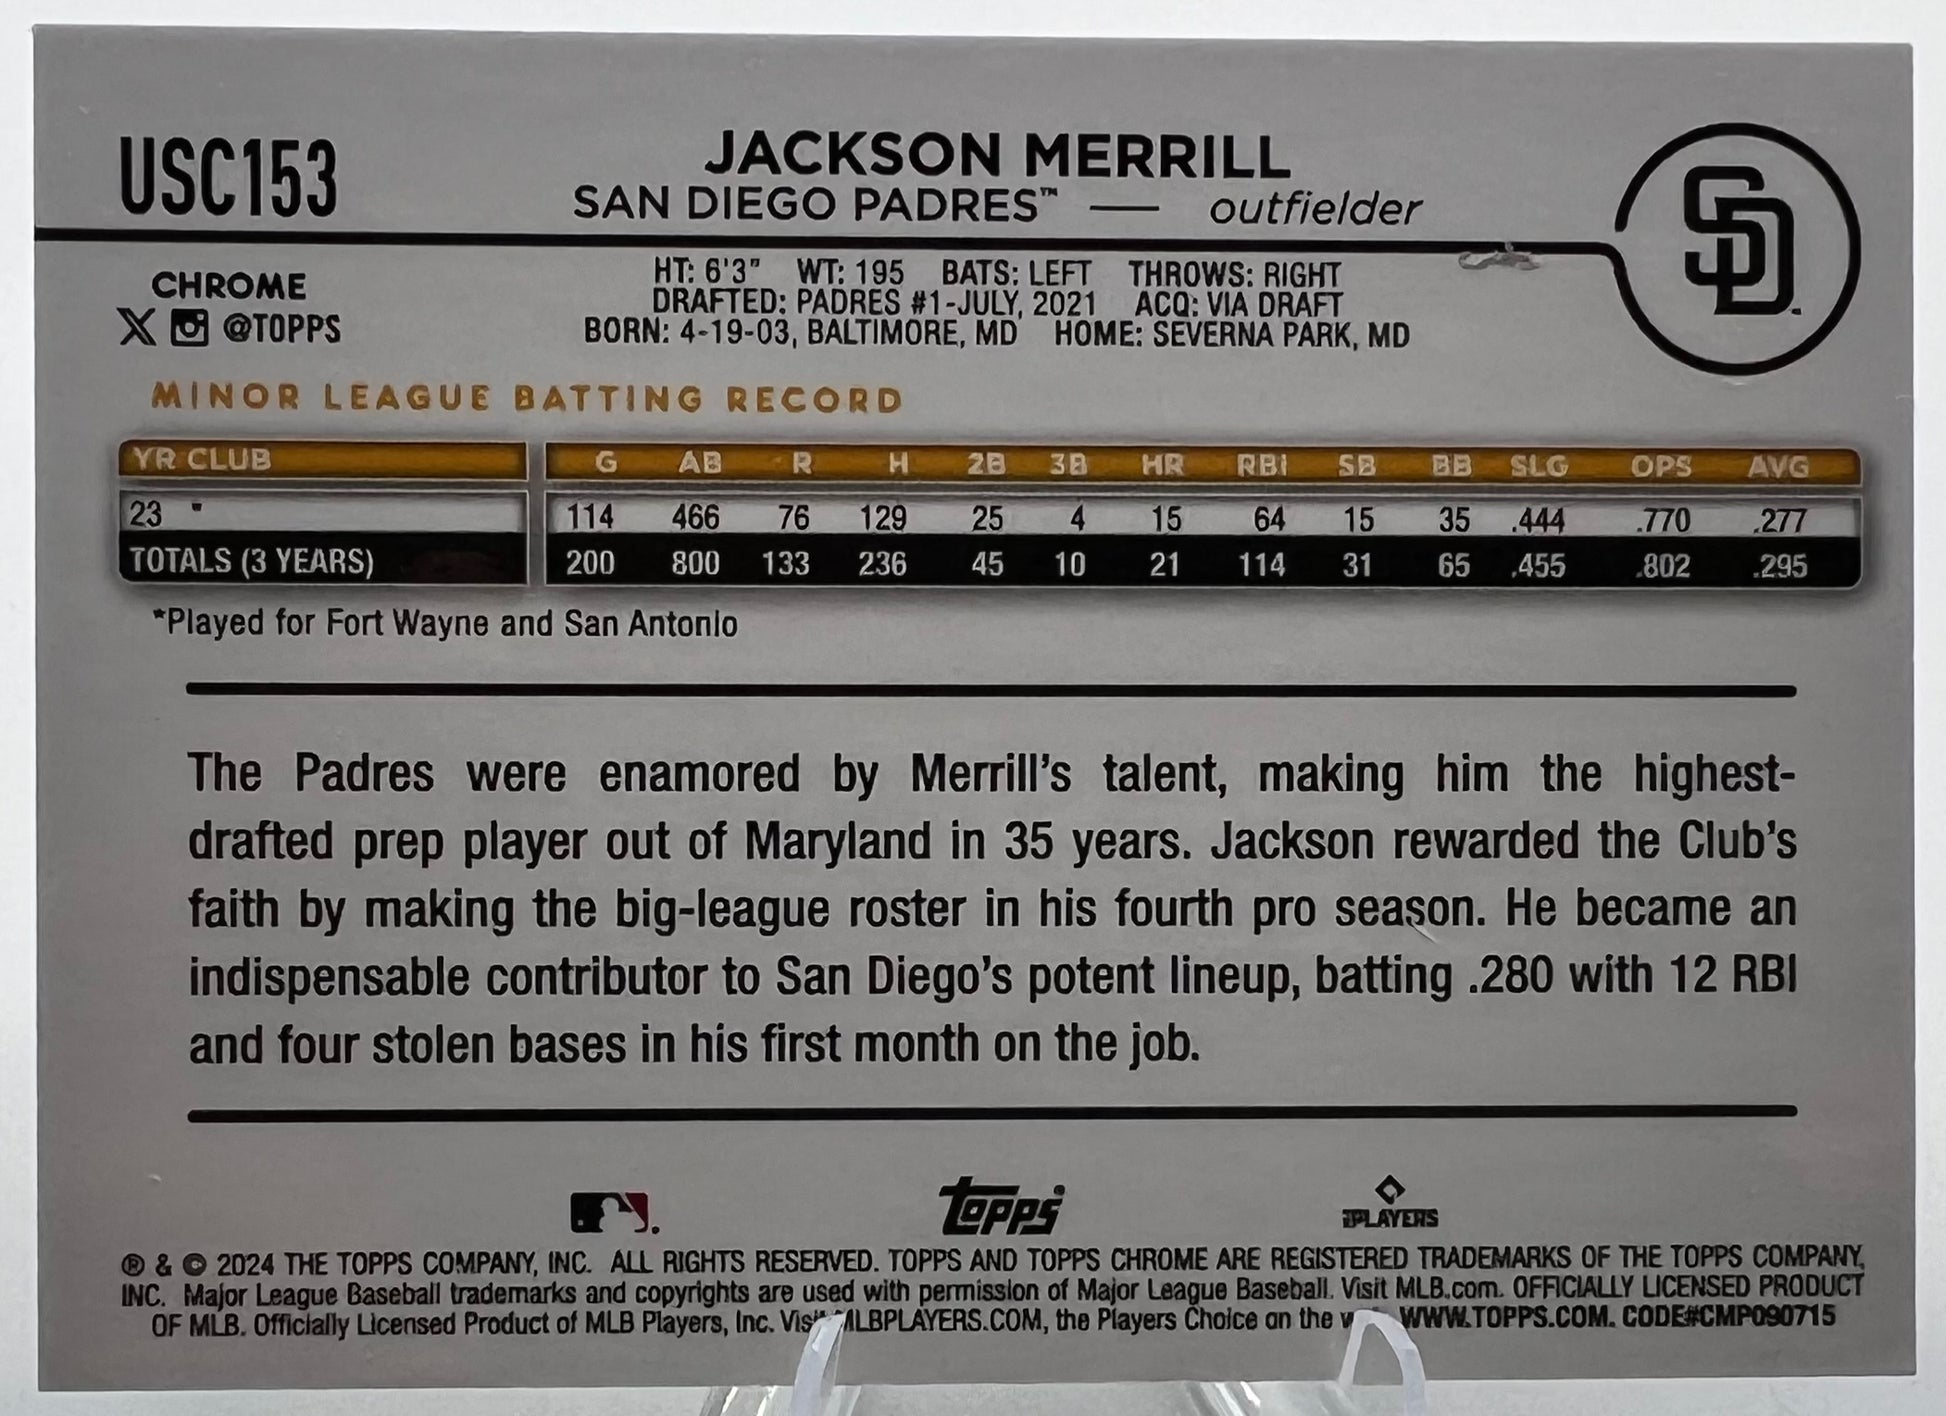 USC153
JACKSON MERRILL
SAN DIEGO PADRES™ — outfielder
SD
CHROME
X @TOPPS
HT: 6'3" WT: 195 BATS: LEFT THROWS: RIGHT
DRAFTED: PADRES #1-JULY, 2021 ACQ: VIA DRAFT
BORN: 4-19-03, BALTIMORE, MD HOME: SEVERNA PARK, MD
MINOR LEAGUE BATTING RECORD
YR CLUB G AB R H 2B 3B HR RBI SB BB SLG OPS AVG
23 * 114 466 76 129 25 4 15 64 15 35 .444 .770 .277
TOTALS (3 YEARS) 200 800 133 236 45 10 21 114 31 65 .455 .802 .295
*Played for Fort Wayne and San Antonio
The Padres were enamored by Merrill's talent, making him the highest-
drafted prep player out of Maryland in 35 years. Jackson rewarded the Club's
faith by making the big-league roster in his fourth pro season. He became an
indispensable contributor to San Diego's potent lineup, batting .280 with 12 RBI
and four stolen bases in his first month on the job.
topps
PLAYERS
® & © 2024 THE TOPPS COMPANY, INC. ALL RIGHTS RESERVED. TOPPS AND TOPPS CHROME ARE REGISTERED TRADEMARKS OF THE TOPPS COMPANY,
INC. Major League Baseball trademarks and copyrights are used with permission of Major League Baseball. Visit MLB.com. OFFICIALLY LICENSED PRODUCT
OF MLB. Officially Licensed Product of MLB Players, Inc. Visit MLBPLAYERS.COM, the Players Choice on the WWW.TOPPS.COM. CODE#CMP090715